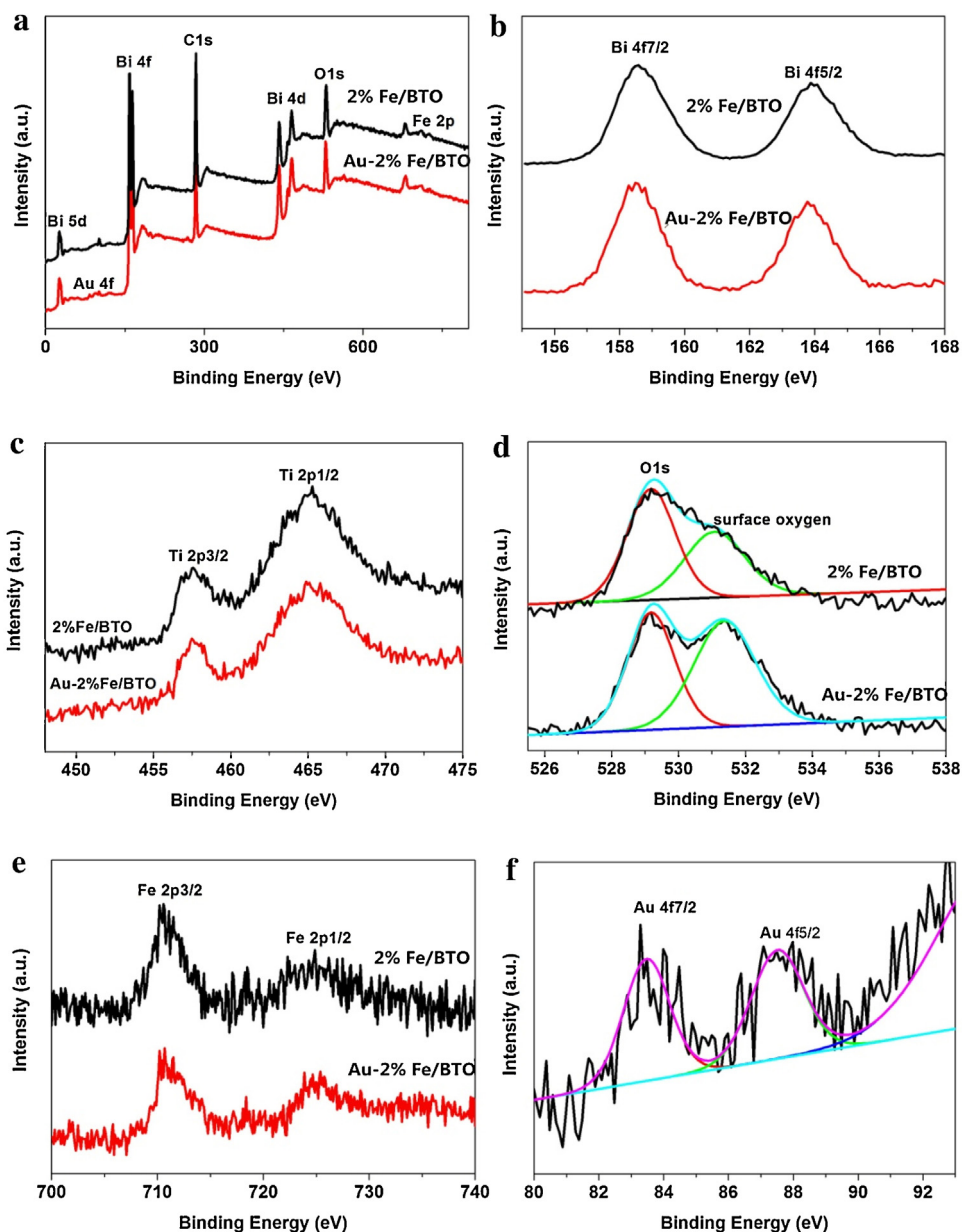 a
C1s
Bi 4f
O1s
Bi 4d
2% Fe/BTO
Fe 2p
Au-2% Fe/BTO
Bi 5d
Au 4f
Intensity (a.u.)
0 300 600
Binding Energy (eV)
b
Bi 4f7/2
Bi 4f5/2
2% Fe/BTO
Au-2% Fe/BTO
Intensity (a.u.)
156 158 160 162 164 166 168
Binding Energy (eV)
c
Ti 2p1/2
Ti 2p3/2
2%Fe/BTO
Au-2%Fe/BTO
Intensity (a.u.)
450 455 460 465 470 475
Binding Energy (eV)
d
O1s
surface oxygen
2% Fe/BTO
Au-2% Fe/BTO
Intensity (a.u.)
526 528 530 532 534 536 538
Binding Energy (eV)
e
Fe 2p3/2
Fe 2p1/2
2% Fe/BTO
Au-2% Fe/BTO
Intensity (a.u.)
700 710 720 730 740
Binding Energy (eV)
f
Au 4f7/2
Au 4f5/2
Intensity (a.u.)
80 82 84 86 88 90 92
Binding Energy (eV)